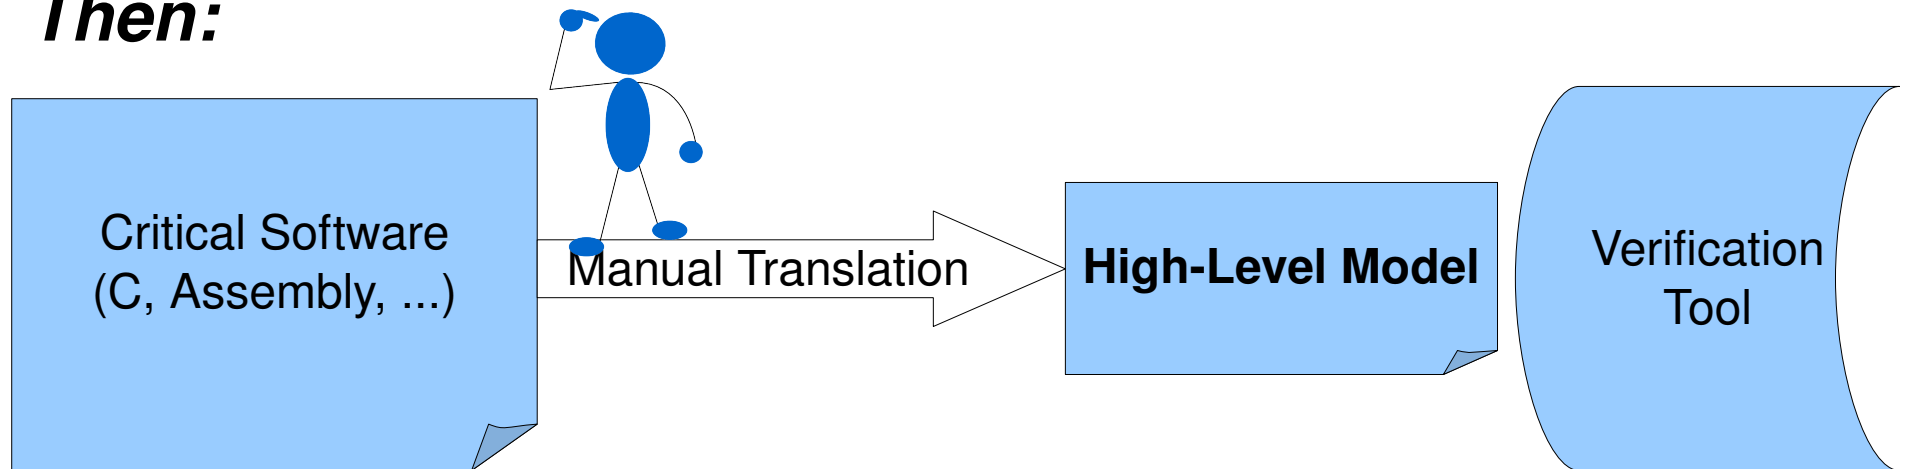 Then:
Critical Software
(C, Assembly, ...)
Manual Translation
High-Level Model
Verification
Tool